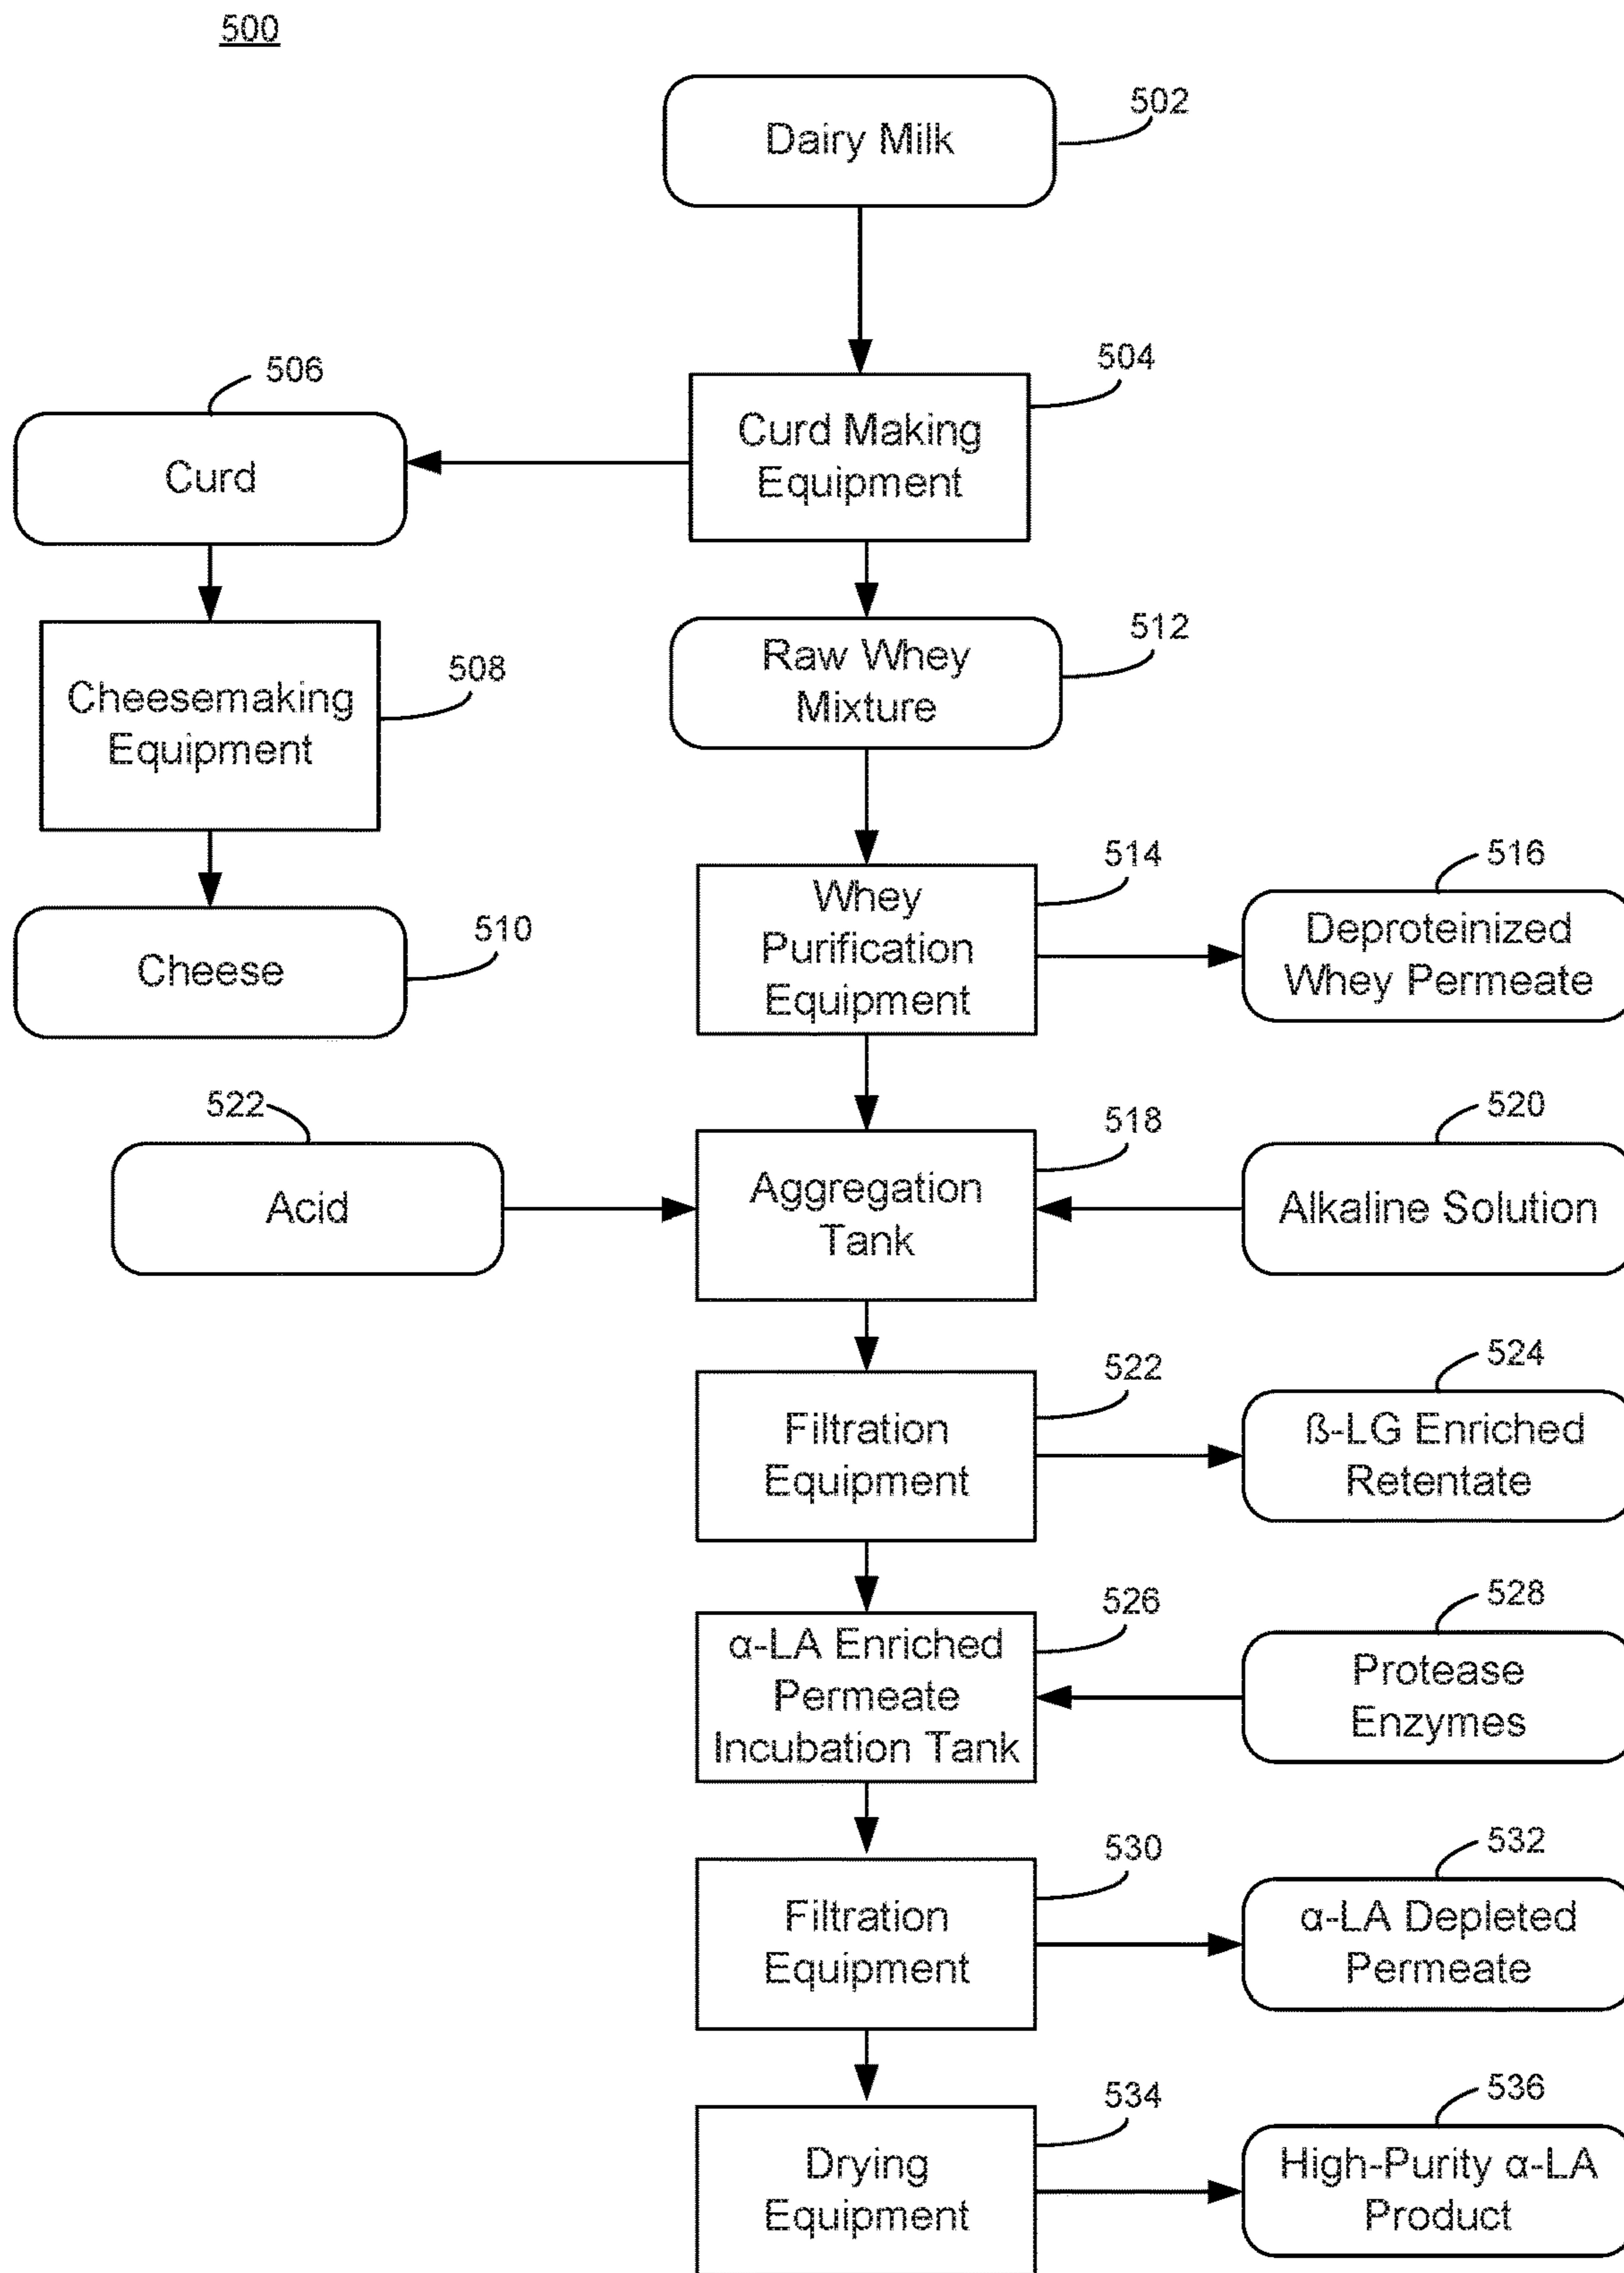 500
502
Dairy Milk
504
506
Curd Making
Equipment
Curd
512
Raw Whey
Mixture
508
Cheesemaking
Equipment
514
516
Whey
Purification
Equipment
Deproteinized
Whey Permeate
510
Cheese
522
518
520
Acid
Aggregation
Tank
Alkaline Solution
522
524
Filtration
Equipment
ß-LG Enriched
Retentate
526
528
α-LA Enriched
Permeate
Incubation Tank
Protease
Enzymes
530
532
Filtration
Equipment
α-LA Depleted
Permeate
534
536
Drying
Equipment
High-Purity α-LA
Product